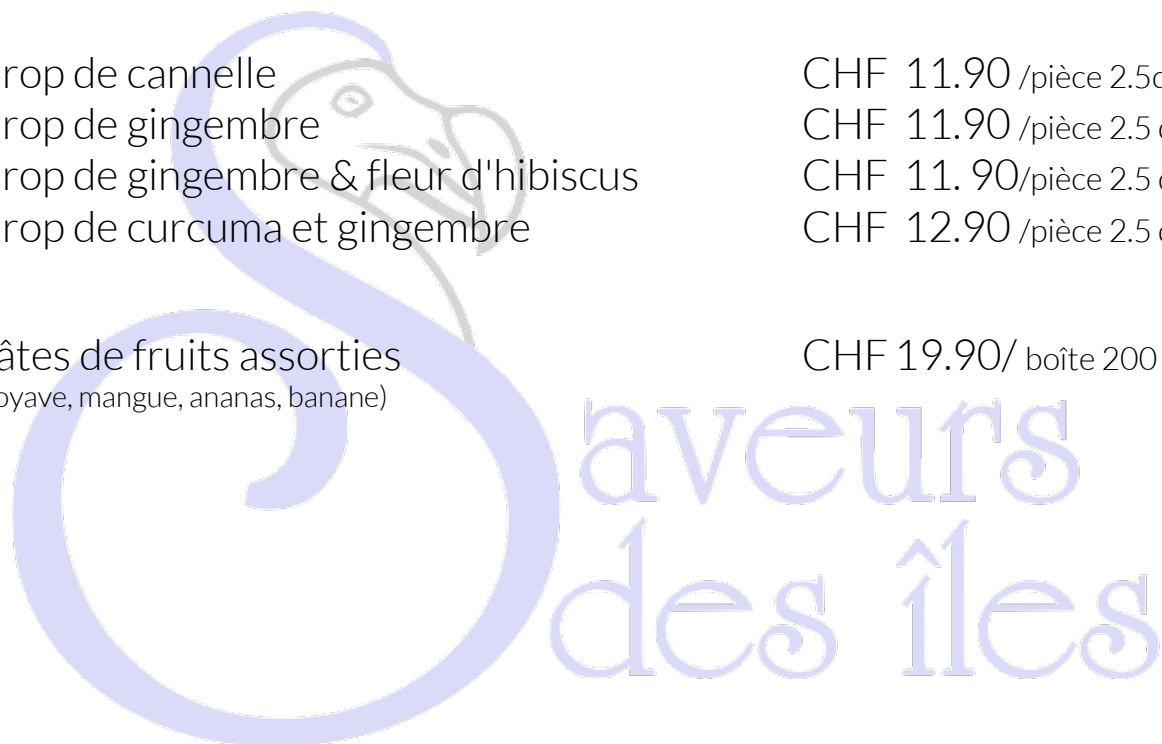 rop de cannelle CHF 11.90 /pièce 2.5c
rop de gingembre CHF 11.90 /pièce 2.5 c
rop de gingembre & fleur d'hibiscus CHF 11. 90/pièce 2.5 c
rop de curcuma et gingembre CHF 12.90 /pièce 2.5 c
âtes de fruits assorties CHF 19.90/ boîte 200
oyave, mangue, ananas, banane)
Saveurs
des îles